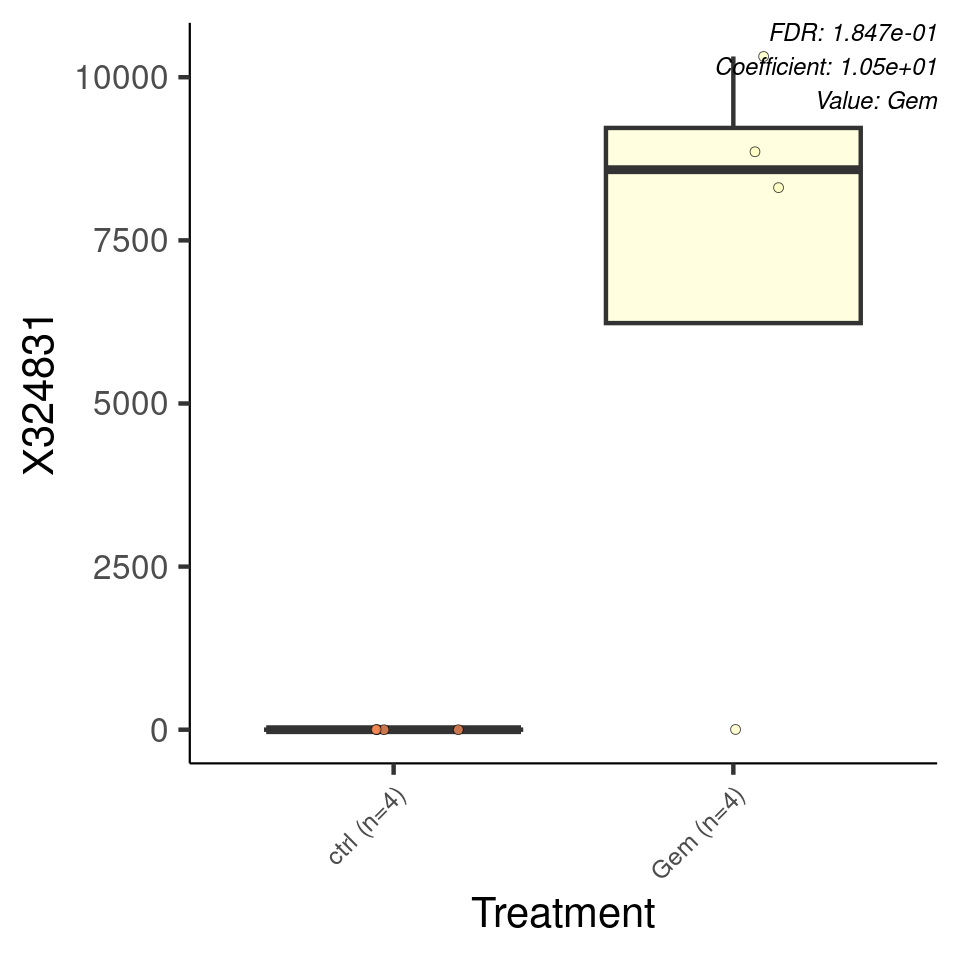 FDR: 1.847e-01
Coefficient: 1.05e+01
Value: Gem
10000
7500
5000
2500
0
X324831
ctrl (n=4)
Gem (n=4)
Treatment